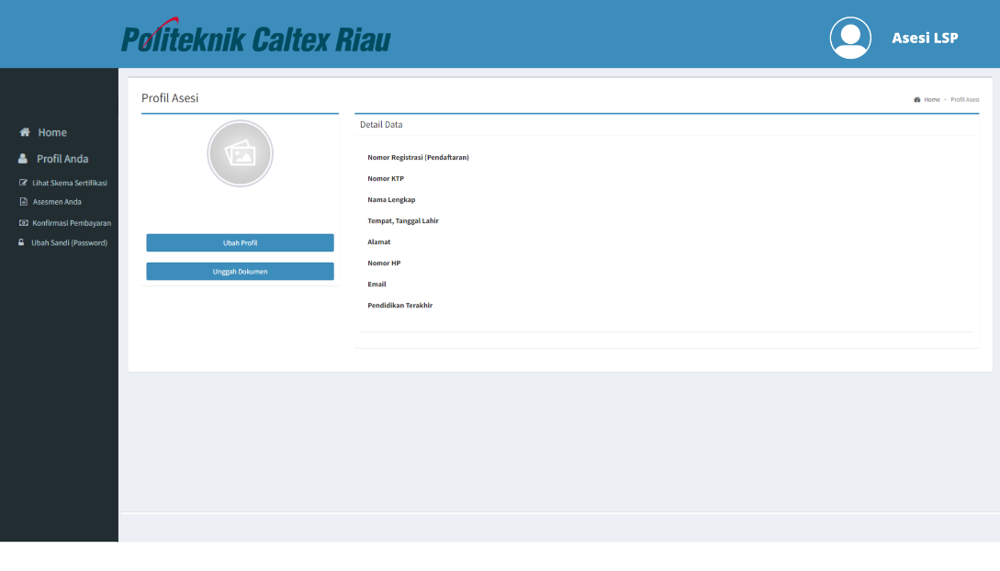 Politeknik Caltex Riau
Asesi LSP
Home
Profil Anda
Lihat Skema Sertifikasi
Asesmen Anda
Konfirmasi Pembayaran
Ubah Sandi (Password)
Profil Asesi
Home > Profil Asesi
Ubah Profil
Unggah Dokumen
Detail Data
Nomor Registrasi (Pendaftaran)
Nomor KTP
Nama Lengkap
Tempat, Tanggal Lahir
Alamat
Nomor HP
Email
Pendidikan Terakhir